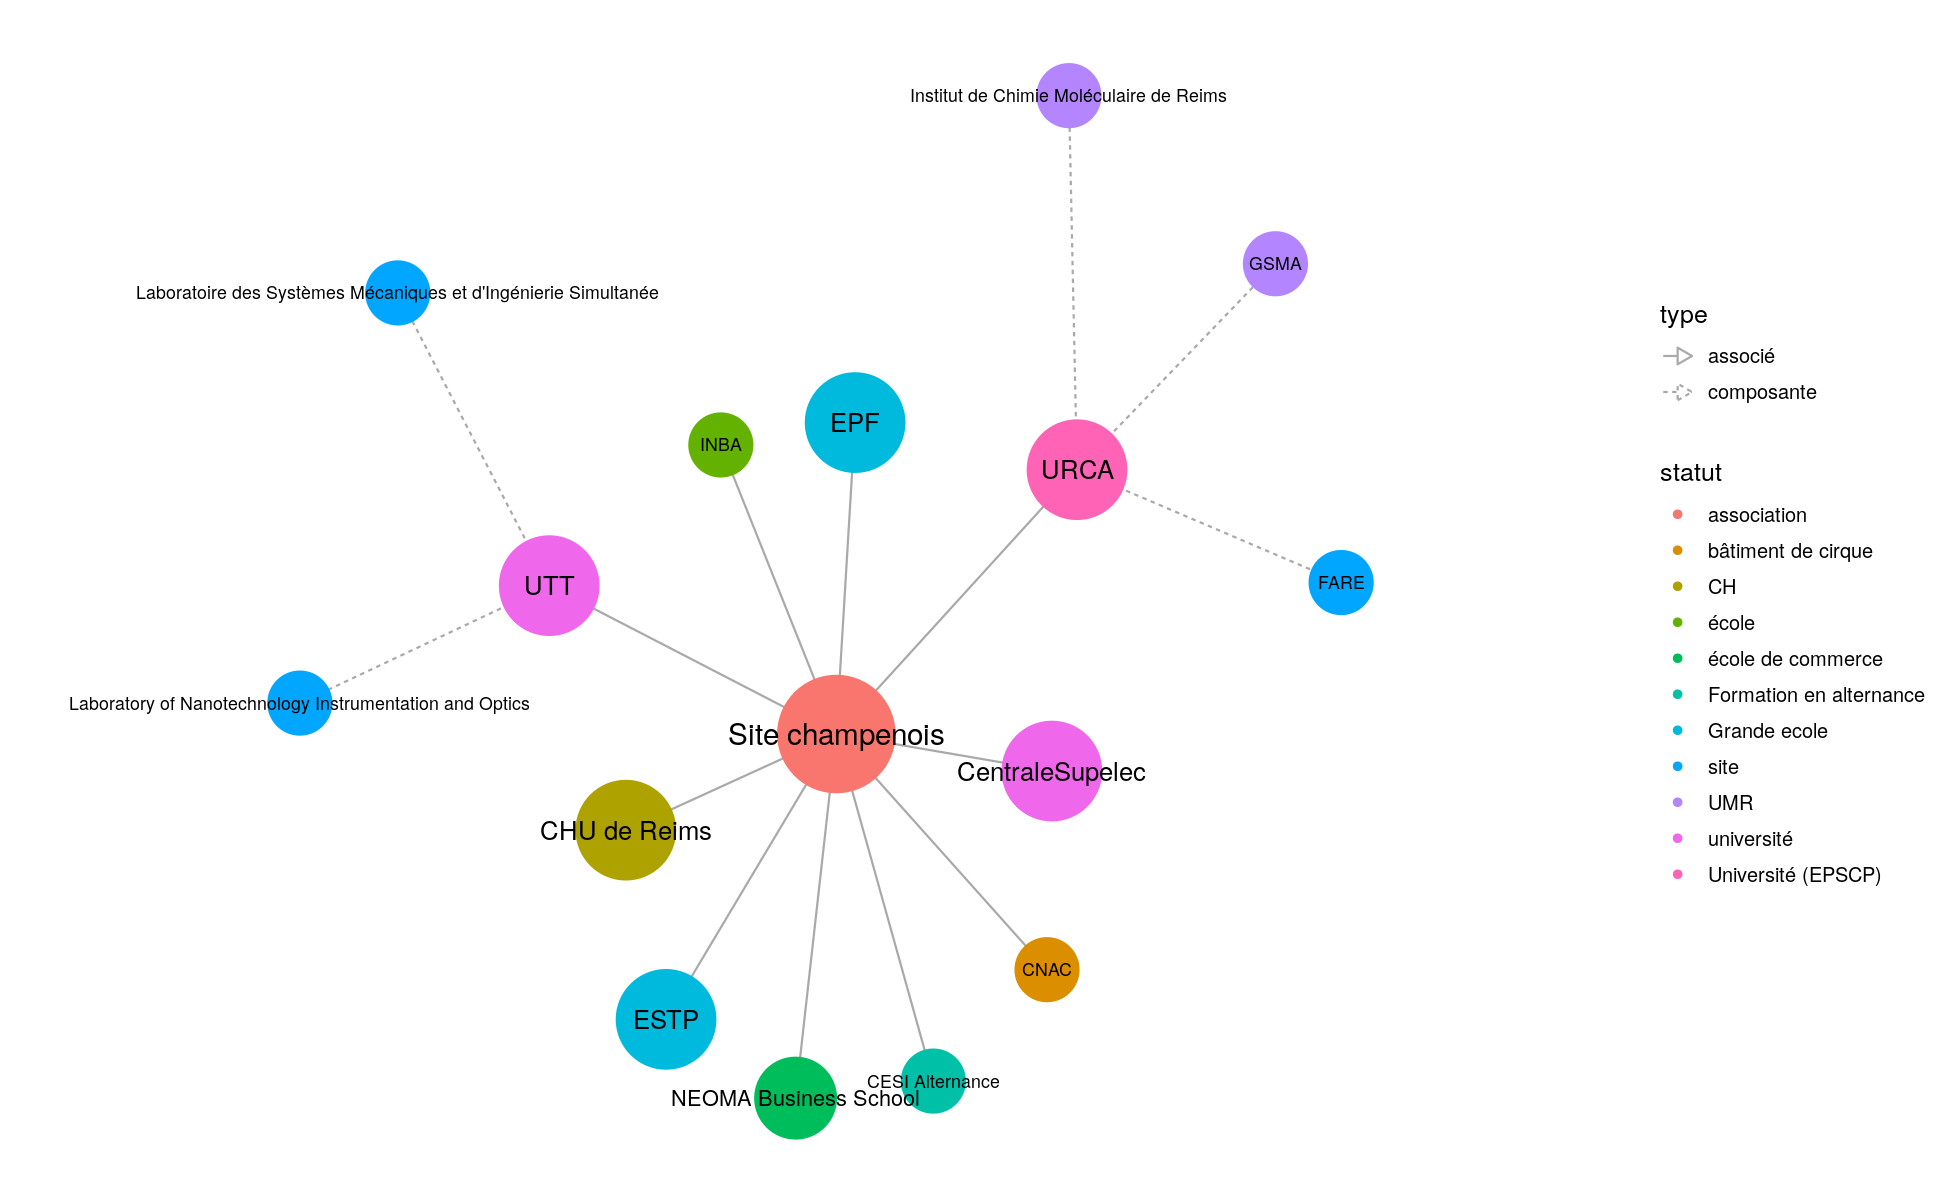 Institut de Chimie Moléculaire de Reims
GSMA
Laboratoire des Systèmes Mécaniques et d'Ingénierie Simultanée
INBA
EPF
URCA
UTT
FARE
Laboratory of Nanotechnology Instrumentation and Optics
Site champenois
CentraleSupelec
CHU de Reims
CNAC
ESTP
CESI Alternance
NEOMA Business School
type
associé
composante
statut
association
bâtiment de cirque
CH
école
école de commerce
Formation en alternance
Grande ecole
site
UMR
université
Université (EPSCP)